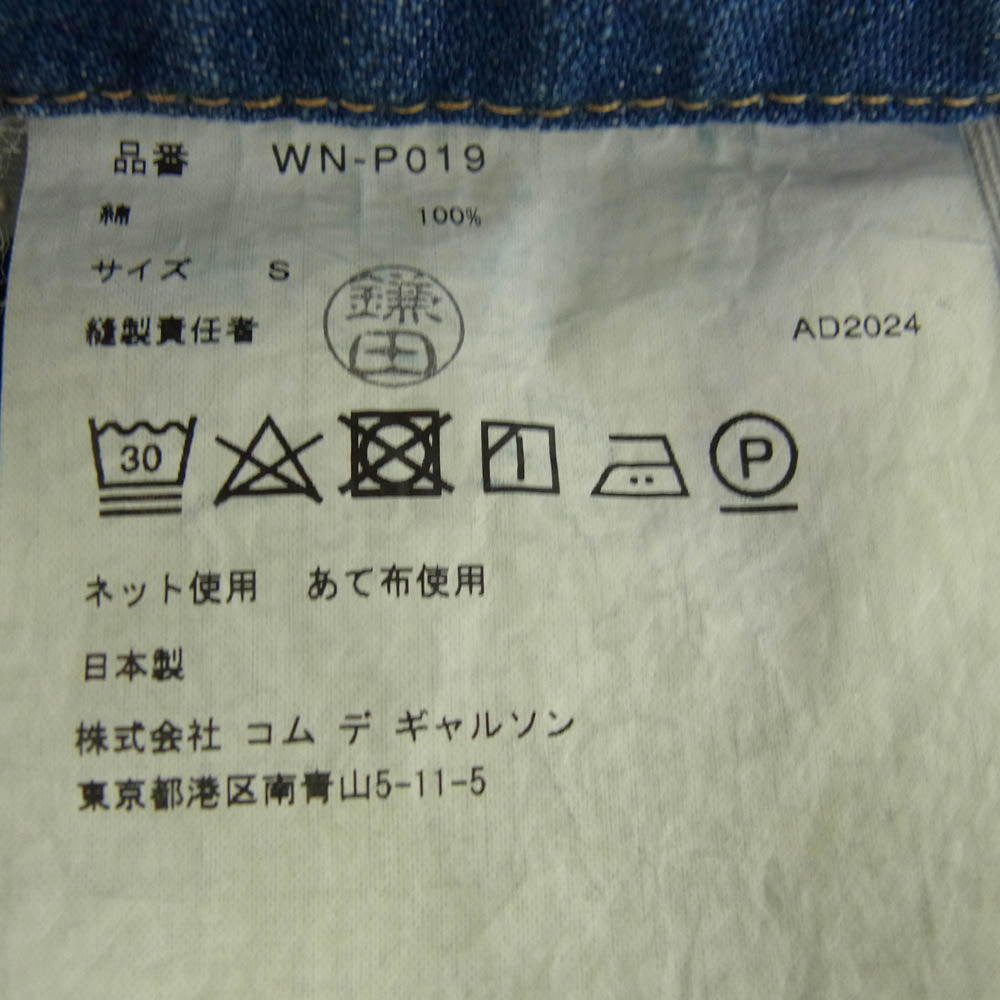 品番 WN-P019
綿 100%
サイズ S
縫製責任者 鎌田 AD2024
30 P
ネット使用 あて布使用
日本製
株式会社 コム デ ギャルソン
東京都港区南青山5-11-5